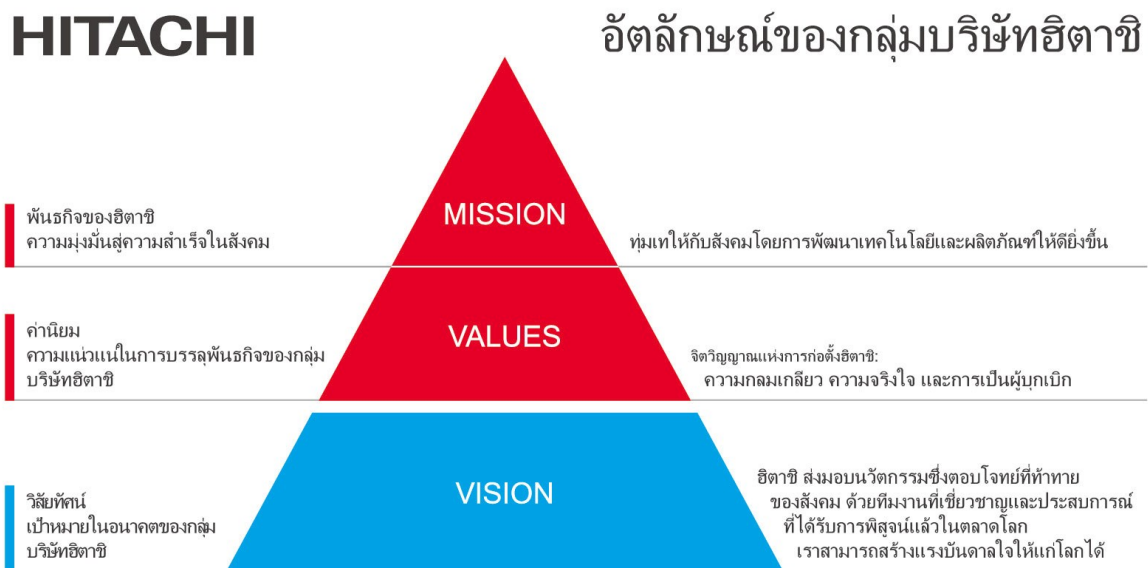 HITACHI
อัตลักษณ์ของกลุ่มบริษัทฮิตาชิ
พันธกิจของฮิตาชิ
ความมุ่งมั่นสู่ความสำเร็จในสังคม
MISSION
ทุ่มเทให้กับสังคมโดยการพัฒนาเทคโนโลยีและผลิตภัณฑ์ให้ดียิ่งขึ้น
ค่านิยม
ความแน่วแน่ในการบรรลุพันธกิจของกลุ่ม
บริษัทฮิตาชิ
VALUES
จิตวิญญาณแห่งการก่อตั้งฮิตาชิ:
ความกลมเกลียว ความจริงใจ และการเป็นผู้บุกเบิก
วิสัยทัศน์
เป้าหมายในอนาคตของกลุ่ม
บริษัทฮิตาชิ
VISION
ฮิตาชิ ส่งมอบนวัตกรรมซึ่งตอบโจทย์ที่ท้าทาย
ของสังคม ด้วยทีมงานที่เชี่ยวชาญและประสบการณ์
ที่ได้รับการพิสูจน์แล้วในตลาดโลก
เราสามารถสร้างแรงบันดาลใจให้แก่โลกได้